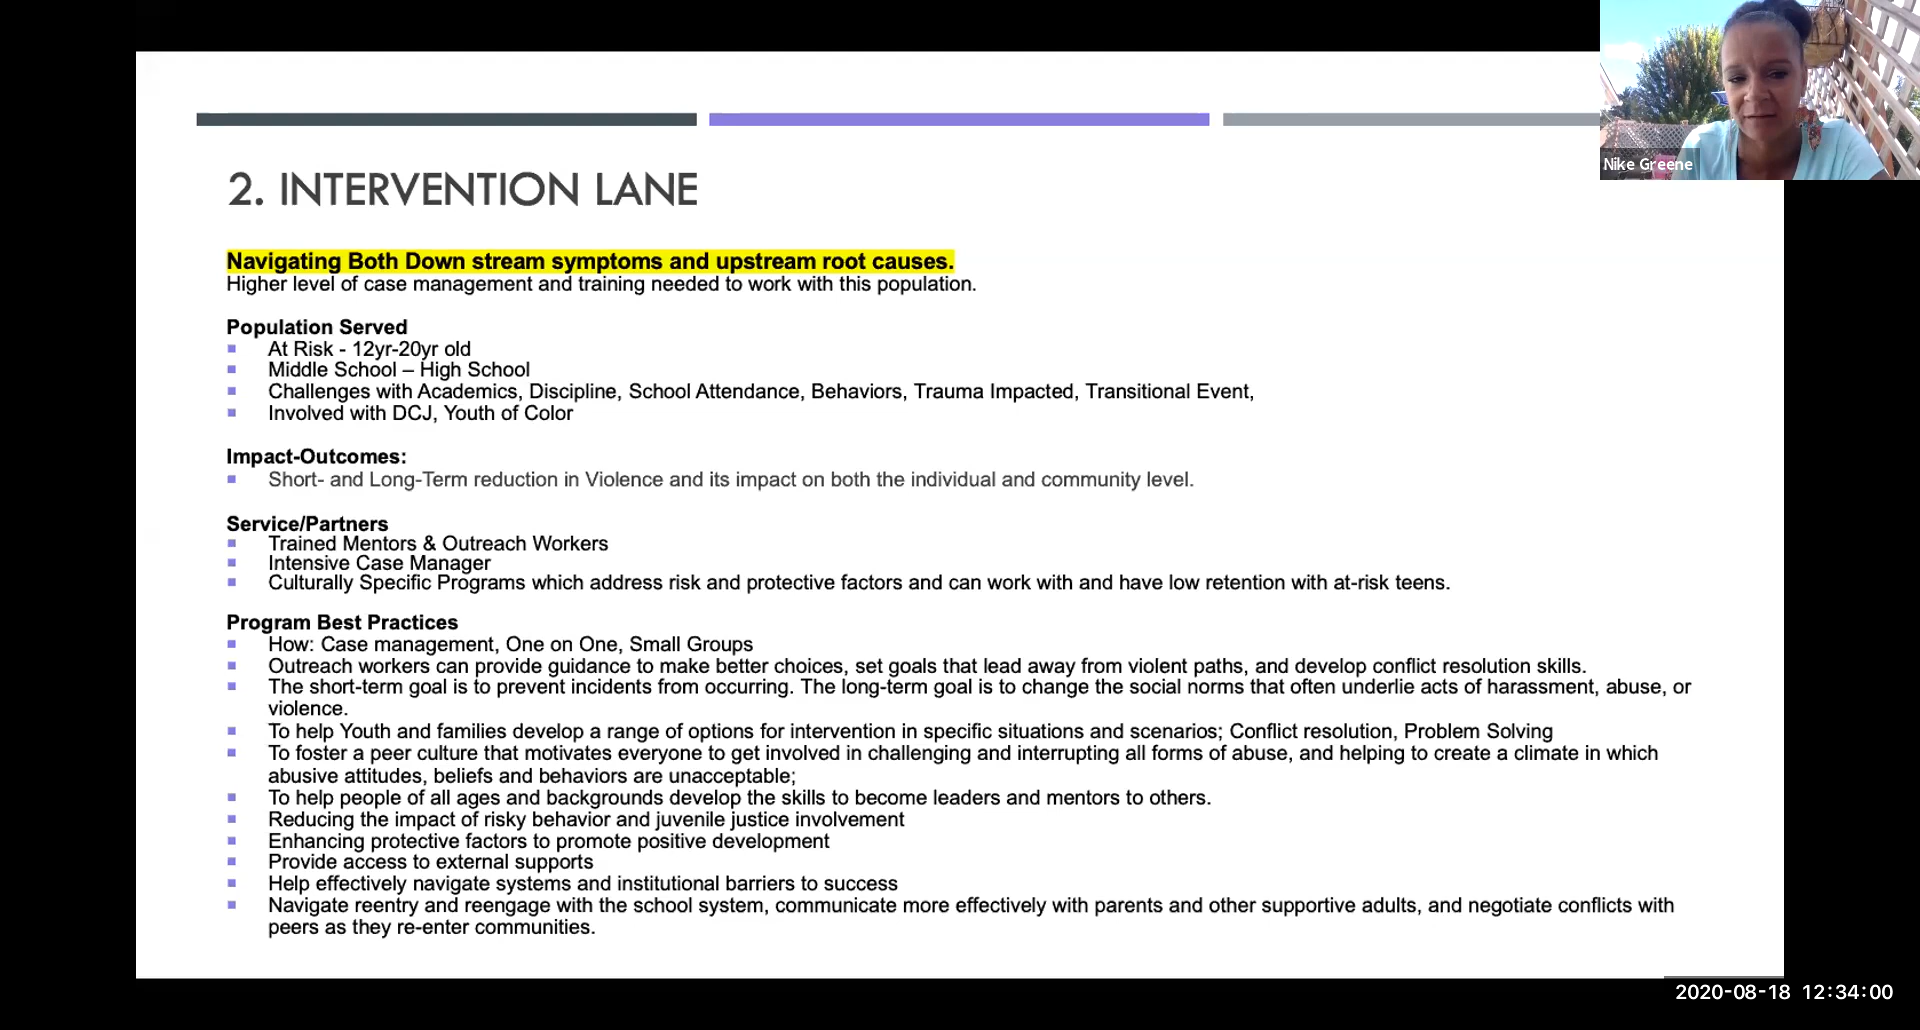 Nike Greene
2. INTERVENTION LANE
Navigating Both Down stream symptoms and upstream root causes.
Higher level of case management and training needed to work with this population.
Population Served
At Risk - 12yr-20yr old
Middle School – High School
Challenges with Academics, Discipline, School Attendance, Behaviors, Trauma Impacted, Transitional Event,
Involved with DCJ, Youth of Color
Impact-Outcomes:
Short- and Long-Term reduction in Violence and its impact on both the individual and community level.
Service/Partners
Trained Mentors & Outreach Workers
Intensive Case Manager
Culturally Specific Programs which address risk and protective factors and can work with and have low retention with at-risk teens.
Program Best Practices
How: Case management, One on One, Small Groups
Outreach workers can provide guidance to make better choices, set goals that lead away from violent paths, and develop conflict resolution skills.
The short-term goal is to prevent incidents from occurring. The long-term goal is to change the social norms that often underlie acts of harassment, abuse, or
violence.
To help Youth and families develop a range of options for intervention in specific situations and scenarios; Conflict resolution, Problem Solving
To foster a peer culture that motivates everyone to get involved in challenging and interrupting all forms of abuse, and helping to create a climate in which
abusive attitudes, beliefs and behaviors are unacceptable;
To help people of all ages and backgrounds develop the skills to become leaders and mentors to others.
Reducing the impact of risky behavior and juvenile justice involvement
Enhancing protective factors to promote positive development
Provide access to external supports
Help effectively navigate systems and institutional barriers to success
Navigate reentry and reengage with the school system, communicate more effectively with parents and other supportive adults, and negotiate conflicts with
peers as they re-enter communities.
2020-08-18 12:34:00